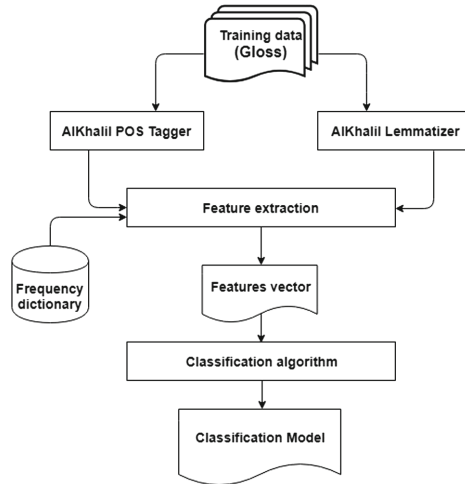 Training data
(Gloss)
AlKhalil POS Tagger
AlKhalil Lemmatizer
Feature extraction
Frequency
dictionary
Features vector
Classification algorithm
Classification Model